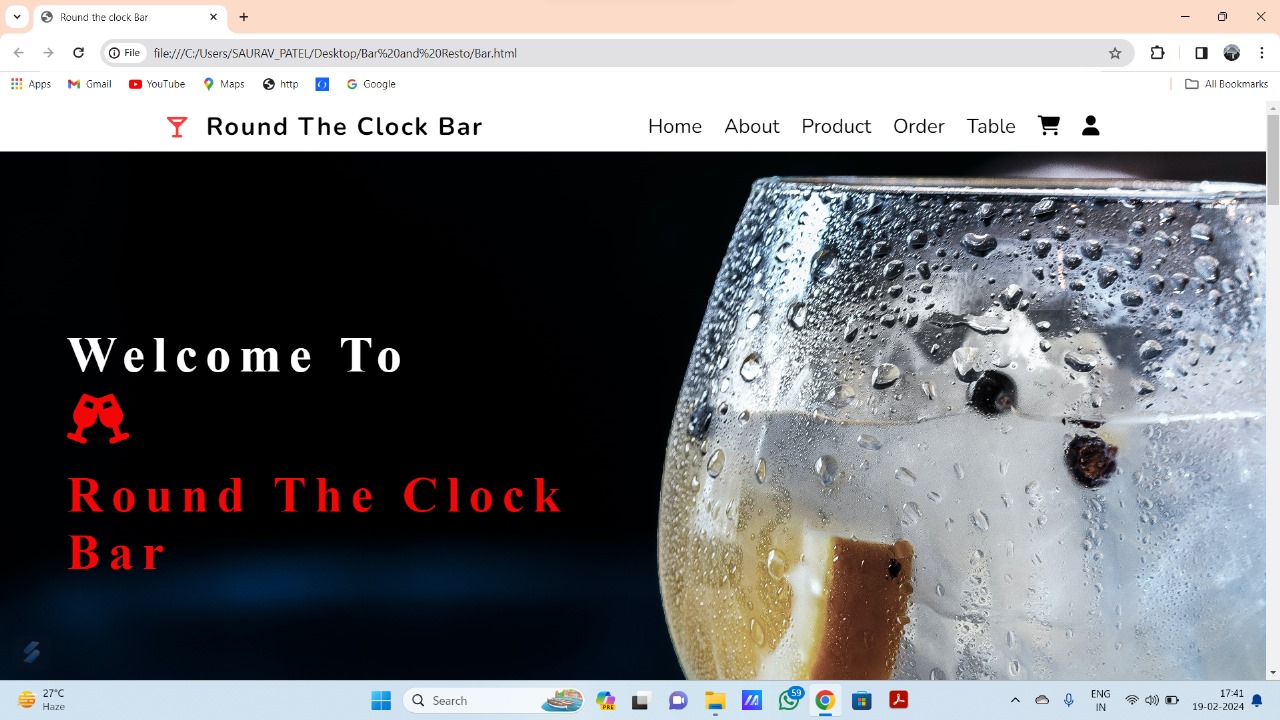 Round the clock Bar
File
file:///C:/Users/SAURAV_PATEL/Desktop/Bar%20and%20Resto/Bar.html
Apps Gmail YouTube Maps http Google All Bookmarks
Round The Clock Bar Home About Product Order Table
Welcome To
Round The Clock
Bar
27°C
Haze
Search
PRE
59
ENG
IN
17:41
19-02-2024